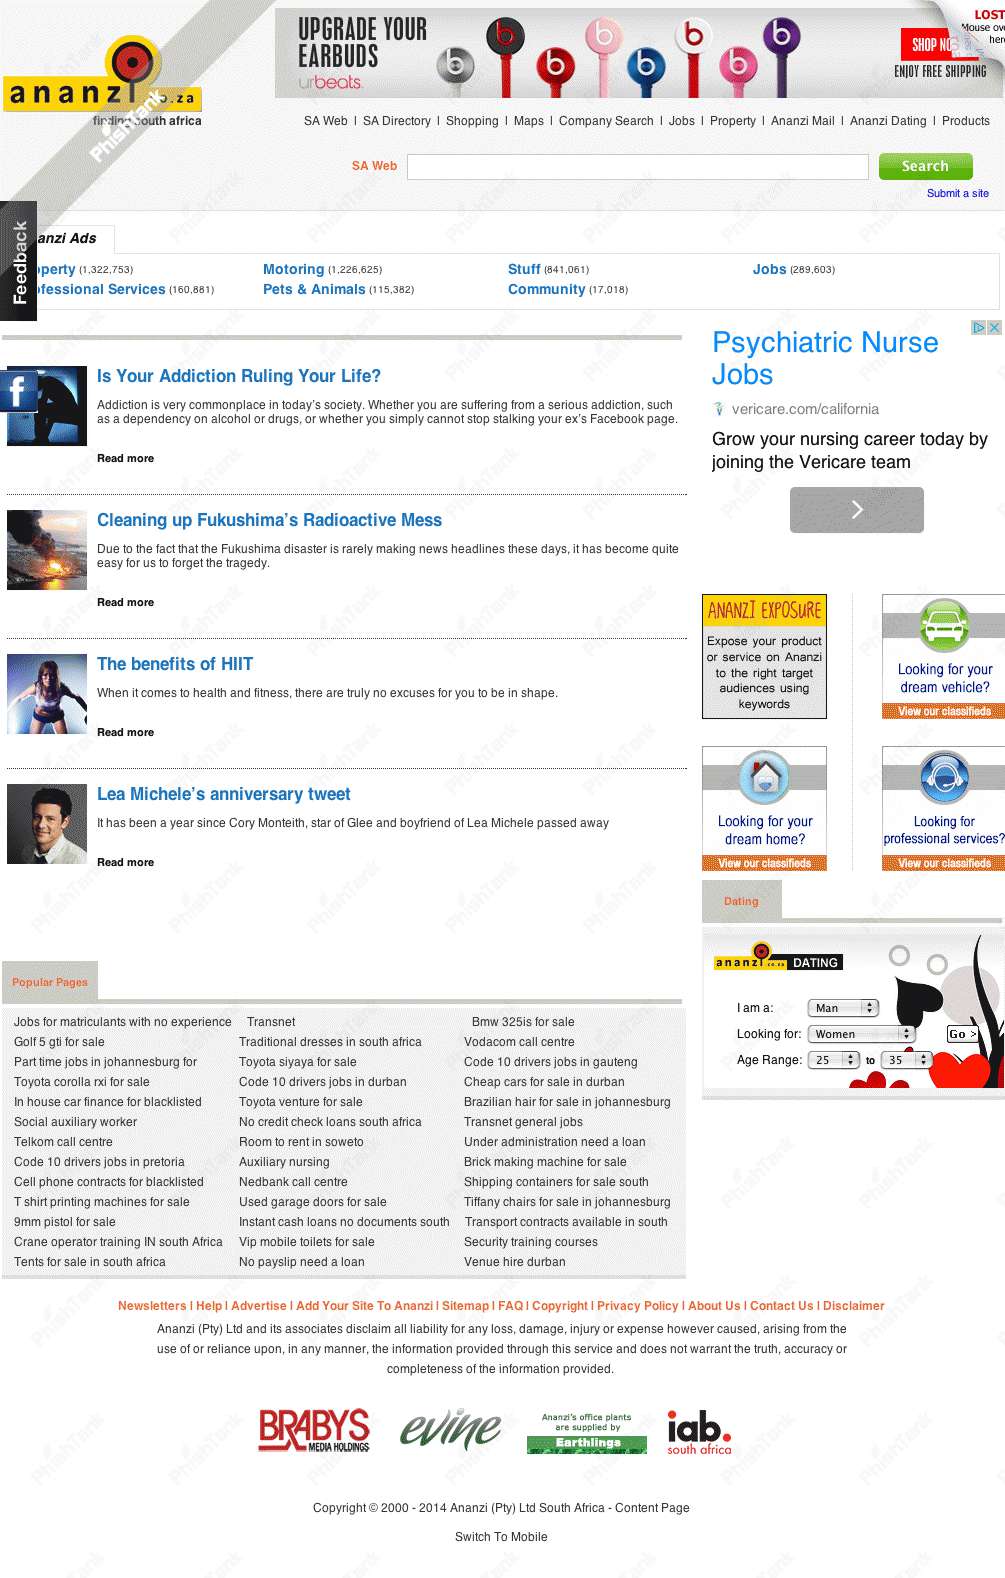 UPGRADE YOUR
EARBUDS
urbeats
LOST
Mouse ov
here
SHOP NO
ENJOY FREE SHIPPING
ananzi.co.za
finding south africa
PhishTank
SA Web | SA Directory | Shopping | Maps | Company Search | Jobs | Property | Ananzi Mail | Ananzi Dating | Products
SA Web
Search
Submit a site
Feedback
anzi Ads
perty (1,322,753) Motoring (1,226,625) Stuff (841,061) Jobs (289,603)
ofessional Services (160,881) Pets & Animals (115,382) Community (17,018)
Is Your Addiction Ruling Your Life?
Addiction is very commonplace in today's society. Whether you are suffering from a serious addiction, such
as a dependency on alcohol or drugs, or whether you simply cannot stop stalking your ex's Facebook page.
Read more
Cleaning up Fukushima's Radioactive Mess
Due to the fact that the Fukushima disaster is rarely making news headlines these days, it has become quite
easy for us to forget the tragedy.
Read more
The benefits of HIIT
When it comes to health and fitness, there are truly no excuses for you to be in shape.
Read more
Lea Michele's anniversary tweet
It has been a year since Cory Monteith, star of Glee and boyfriend of Lea Michele passed away
Read more
Psychiatric Nurse
Jobs
vericare.com/california
Grow your nursing career today by
joining the Vericare team
ANANZI EXPOSURE
Expose your product
or service on Ananzi
to the right target
audiences using
keywords
Looking for your
dream vehicle?
View our classifieds
Looking for your
dream home?
View our classifieds
Looking for
professional services?
View our classifieds
Dating
ananzi.co.za DATING
I am a: Man
Looking for: Women Go >
Age Range: 25 to 35
Popular Pages
Jobs for matriculants with no experience Transnet Bmw 325is for sale
Golf 5 gti for sale Traditional dresses in south africa Vodacom call centre
Part time jobs in johannesburg for Toyota siyaya for sale Code 10 drivers jobs in gauteng
Toyota corolla rxi for sale Code 10 drivers jobs in durban Cheap cars for sale in durban
In house car finance for blacklisted Toyota venture for sale Brazilian hair for sale in johannesburg
Social auxiliary worker No credit check loans south africa Transnet general jobs
Telkom call centre Room to rent in soweto Under administration need a loan
Code 10 drivers jobs in pretoria Auxiliary nursing Brick making machine for sale
Cell phone contracts for blacklisted Nedbank call centre Shipping containers for sale south
T shirt printing machines for sale Used garage doors for sale Tiffany chairs for sale in johannesburg
9mm pistol for sale Instant cash loans no documents south Transport contracts available in south
Crane operator training IN south Africa Vip mobile toilets for sale Security training courses
Tents for sale in south africa No payslip need a loan Venue hire durban
Newsletters | Help | Advertise | Add Your Site To Ananzi | Sitemap | FAQ | Copyright | Privacy Policy | About Us | Contact Us | Disclaimer
Ananzi (Pty) Ltd and its associates disclaim all liability for any loss, damage, injury or expense however caused, arising from the
use of or reliance upon, in any manner, the information provided through this service and does not warrant the truth, accuracy or
completeness of the information provided.
BRABYS
MEDIA HOLDINGS
evine
Ananzi's office plants
are supplied by
Earthlings
iab.
south africa
Copyright © 2000 - 2014 Ananzi (Pty) Ltd South Africa - Content Page
Switch To Mobile